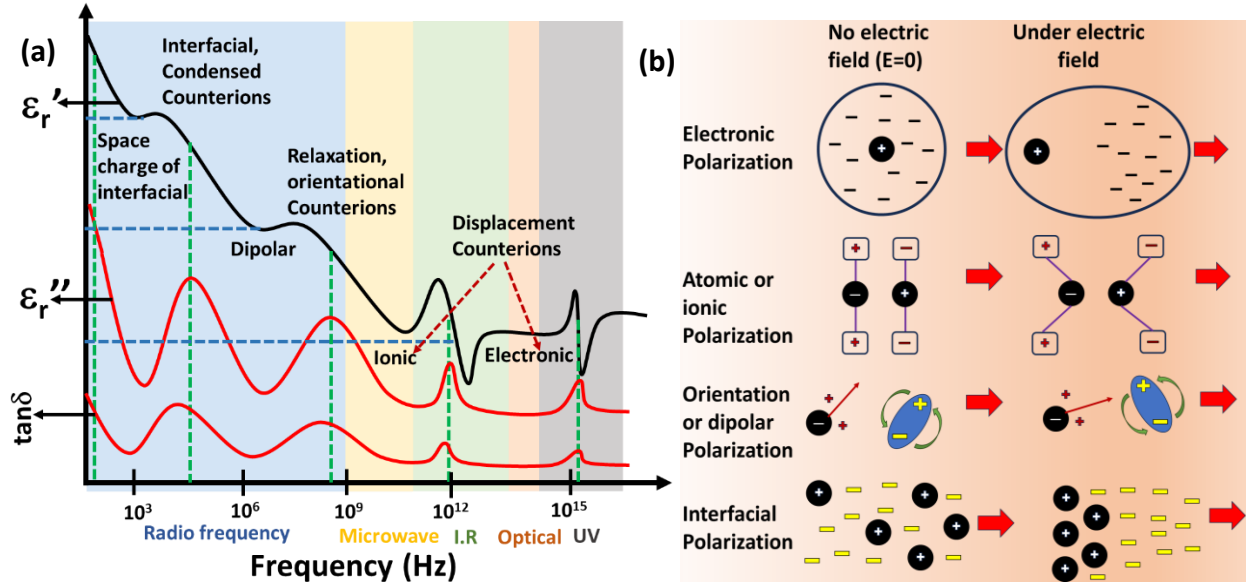 (a)
Interfacial,
Condensed
Counterions
εr'
Space
charge of
interfacial
Relaxation,
orientational
Counterions
Dipolar
Displacement
Counterions
εr''
Ionic
Electronic
tanδ
10³ 10⁶ 10⁹ 10¹² 10¹⁵
Radio frequency Microwave I.R Optical UV
Frequency (Hz)
(b)
No electric
field (E=0)
Under electric
field
Electronic
Polarization
Atomic or
ionic
Polarization
Orientation
or dipolar
Polarization
Interfacial
Polarization